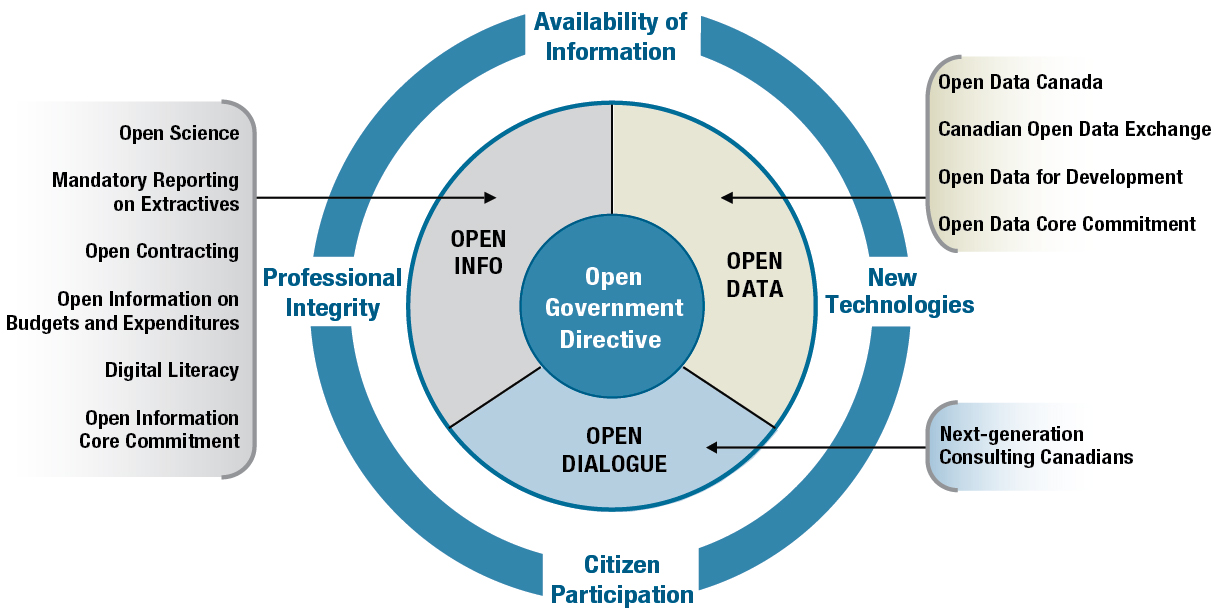 Availability of
Information
Open Science
Mandatory Reporting
on Extractives
Open Contracting
Open Information on
Budgets and Expenditures
Digital Literacy
Open Information
Core Commitment
Professional
Integrity
OPEN
INFO
Open
Government
Directive
OPEN
DATA
OPEN
DIALOGUE
New
Technologies
Open Data Canada
Canadian Open Data Exchange
Open Data for Development
Open Data Core Commitment
Next-generation
Consulting Canadians
Citizen
Participation